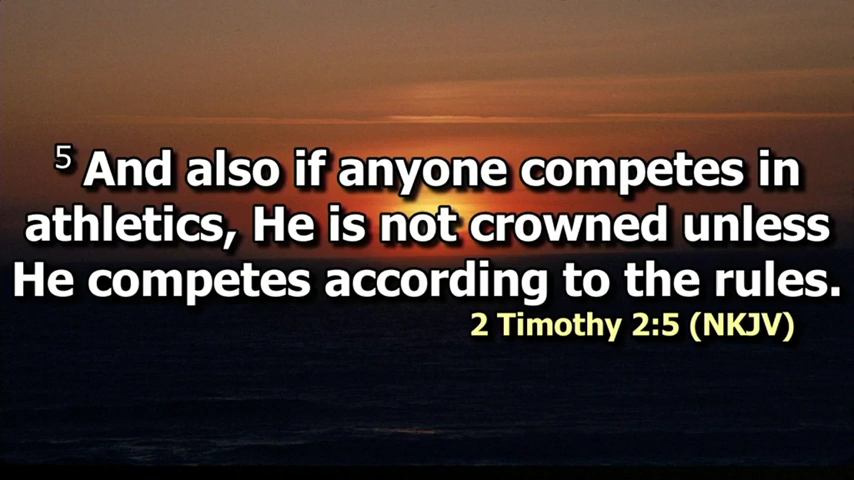 5 And also if anyone competes in
athletics, He is not crowned unless
He competes according to the rules.
2 Timothy 2:5 (NKJV)